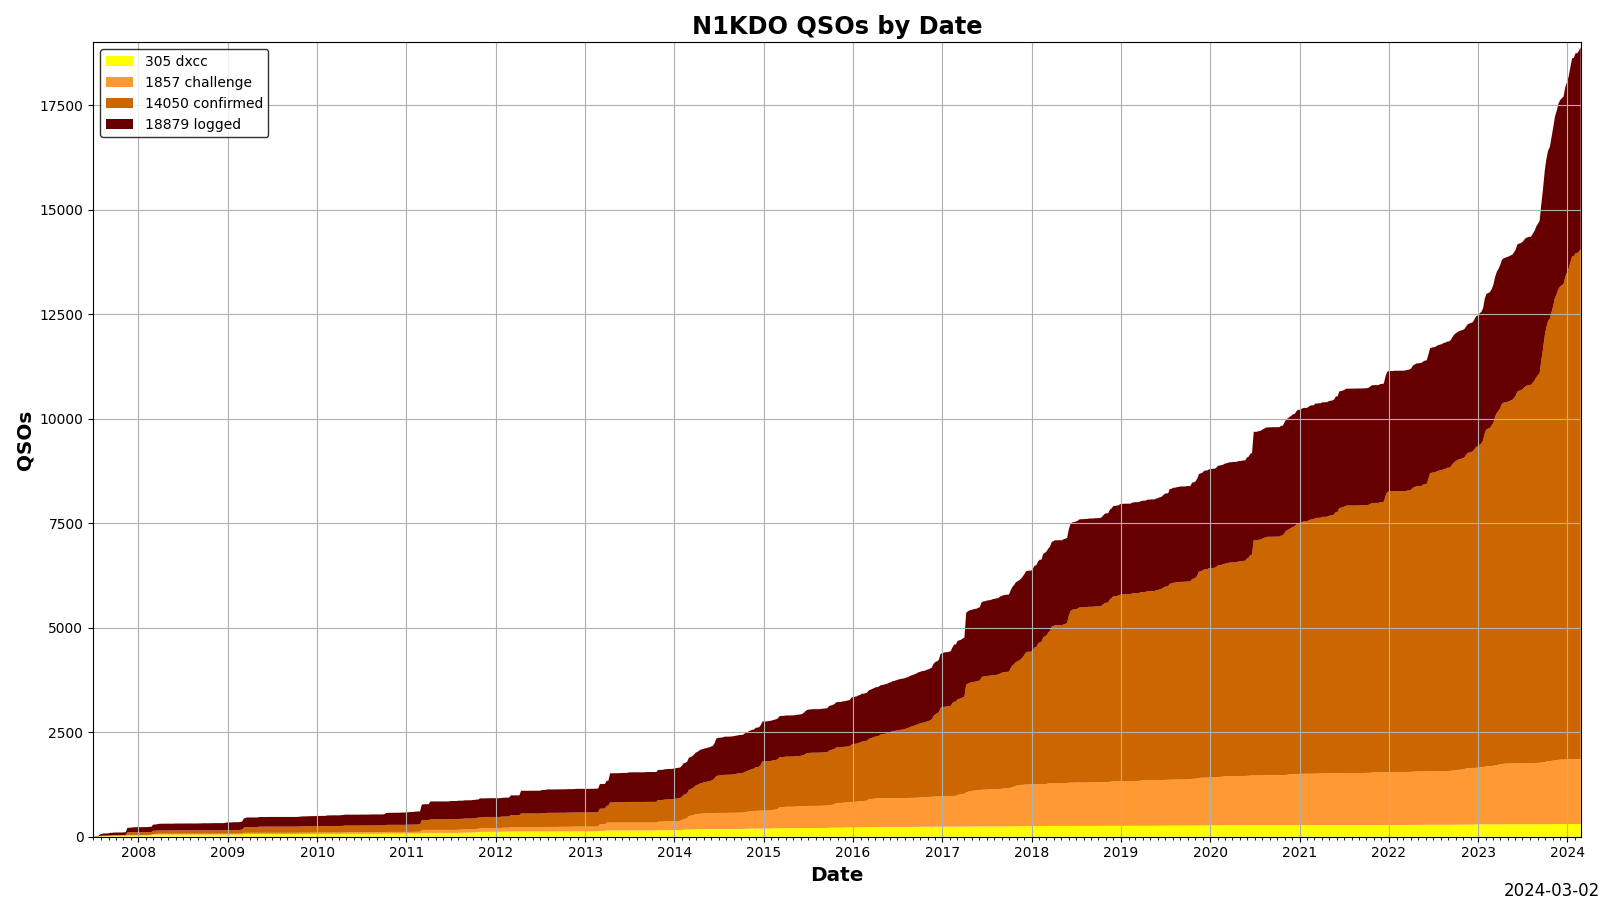 N1KDO QSOs by Date
305 dxcc
1857 challenge
14050 confirmed
18879 logged
17500
15000
12500
10000
7500
5000
2500
0
QSOs
2008 2009 2010 2011 2012 2013 2014 2015 2016 2017 2018 2019 2020 2021 2022 2023 2024
Date
2024-03-02